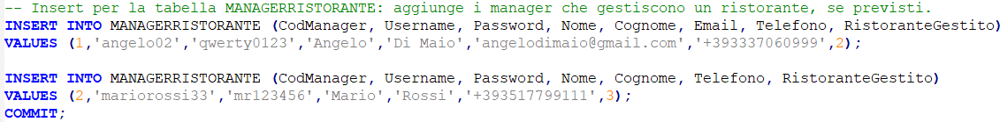 -- Insert per la tabella MANAGERRISTORANTE: aggiunge i manager che gestiscono un ristorante, se previsti.
INSERT INTO MANAGERRISTORANTE (CodManager, Username, Password, Nome, Cognome, Email, Telefono, RistoranteGestito)
VALUES (1,'angelo02','qwerty0123','Angelo','Di Maio','angelodimaio@gmail.com','+393337060999',2);
INSERT INTO MANAGERRISTORANTE (CodManager, Username, Password, Nome, Cognome, Telefono, RistoranteGestito)
VALUES (2,'mariorossi33','mr123456','Mario','Rossi','+393517799111',3);
COMMIT;